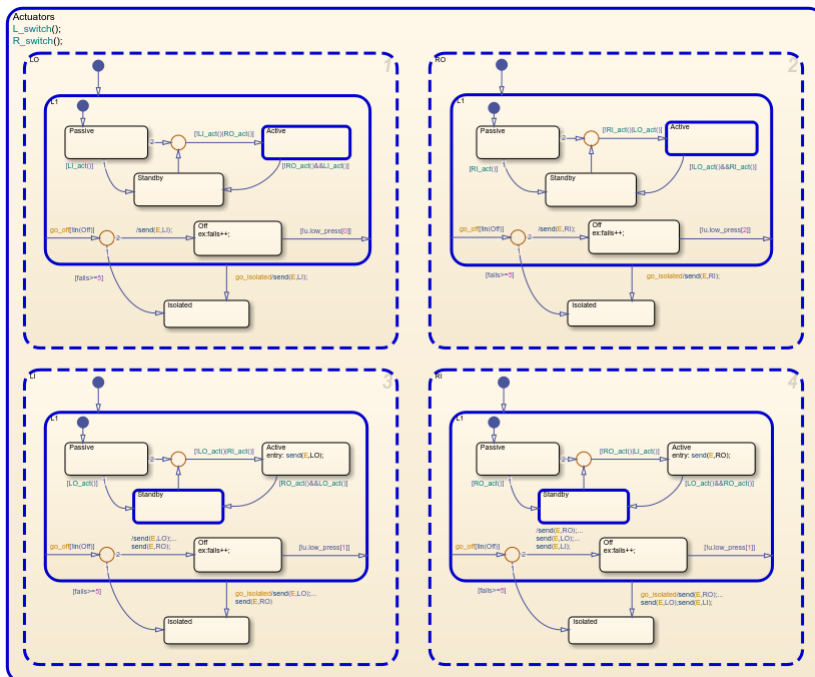 Actuators
L_switch();
R_switch();
LO
1
L1
Passive
2
[!LI_act()|RO_act()]
Active
[LI_act()]
1
Standby
[!RO_act()&&LI_act()]
go_off[!in(Off)]
2
/send(E,LI);
Off
ex:fails++;
[!u.low_press[0]]
1
[fails>=5]
go_isolated/send(E,LI);
Isolated
RO
2
L1
Passive
2
[!RI_act()|LO_act()]
Active
[RI_act()]
1
Standby
[!LO_act()&&RI_act()]
go_off[!in(Off)]
2
/send(E,RI);
Off
ex:fails++;
[!u.low_press[2]]
1
[fails>=5]
go_isolated/send(E,RI);
Isolated
LI
3
L1
Passive
2
[!LO_act()|RI_act()]
Active
entry: send(E,LO);
[LO_act()]
1
Standby
[RO_act()&&LO_act()]
go_off[!in(Off)]
2
/send(E,LO);...
send(E,RO);
Off
ex:fails++;
[!u.low_press[1]]
1
[fails>=5]
go_isolated/send(E,LO);...
send(E,RO)
Isolated
RI
4
L1
Passive
2
[!RO_act()|LI_act()]
Active
entry: send(E,RO);
[RO_act()]
1
Standby
[LO_act()&&RO_act()]
go_off[!in(Off)]
2
/send(E,RO);...
send(E,LO);...
send(E,LI);
Off
ex:fails++;
[!u.low_press[1]]
1
[fails>=5]
go_isolated/send(E,RO);...
send(E,LO);send(E,LI);
Isolated